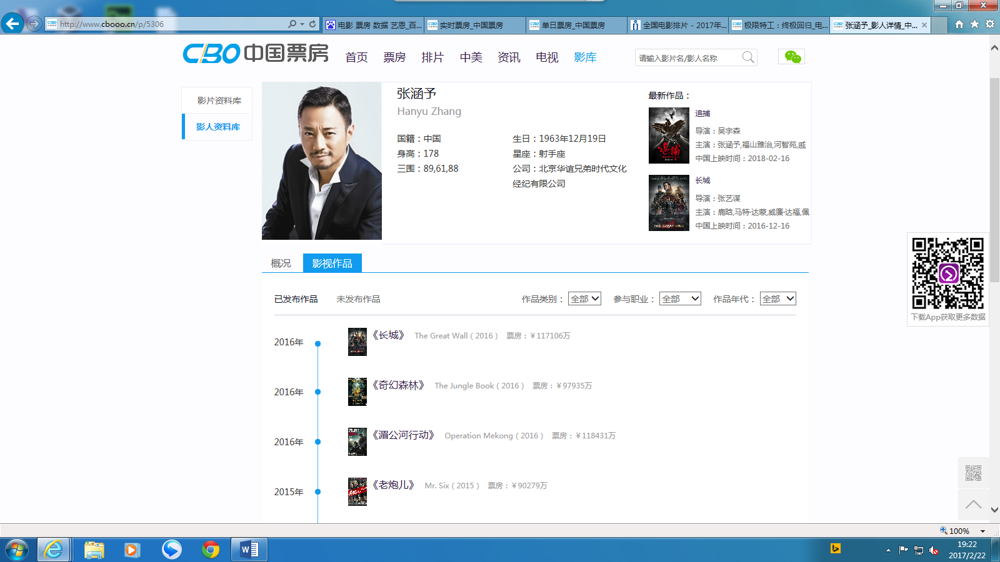 http://www.cbooo.cn/p/5306
电影 票房 数据 艺恩_百...
实时票房_中国票房
单日票房_中国票房
全国电影排片 - 2017年...
极限特工：终极回归_电...
张涵予_影人详情_中...
CBO中国票房
首页 票房 排片 中美 资讯 电视 影库
请输入影片名/影人名称
影片资料库
影人资料库
张涵予
Hanyu Zhang
国籍：中国
生日：1963年12月19日
身高：178
星座：射手座
三围：89,61,88
公司：北京华谊兄弟时代文化
经纪有限公司
最新作品：
追捕
追捕
导演：吴宇森
主演：张涵予,福山雅治,河智苑,戚
中国上映时间：2018-02-16
THE GREAT WALL
长城
导演：张艺谋
主演：鹿晗,马特·达蒙,威廉·达福,佩
中国上映时间：2016-12-16
概况 影视作品
已发布作品 未发布作品 作品类别： 全部 参与职业： 全部 作品年代： 全部
2016年 《长城》 The Great Wall ( 2016 ) 票房：￥117106万
2016年 《奇幻森林》 The Jungle Book ( 2016 ) 票房：￥97935万
2016年 《湄公河行动》 Operation Mekong ( 2016 ) 票房：￥118431万
2015年 《老炮儿》 Mr. Six ( 2015 ) 票房：￥90279万
下载App获取更多数据
100%
19:22
2017/2/22